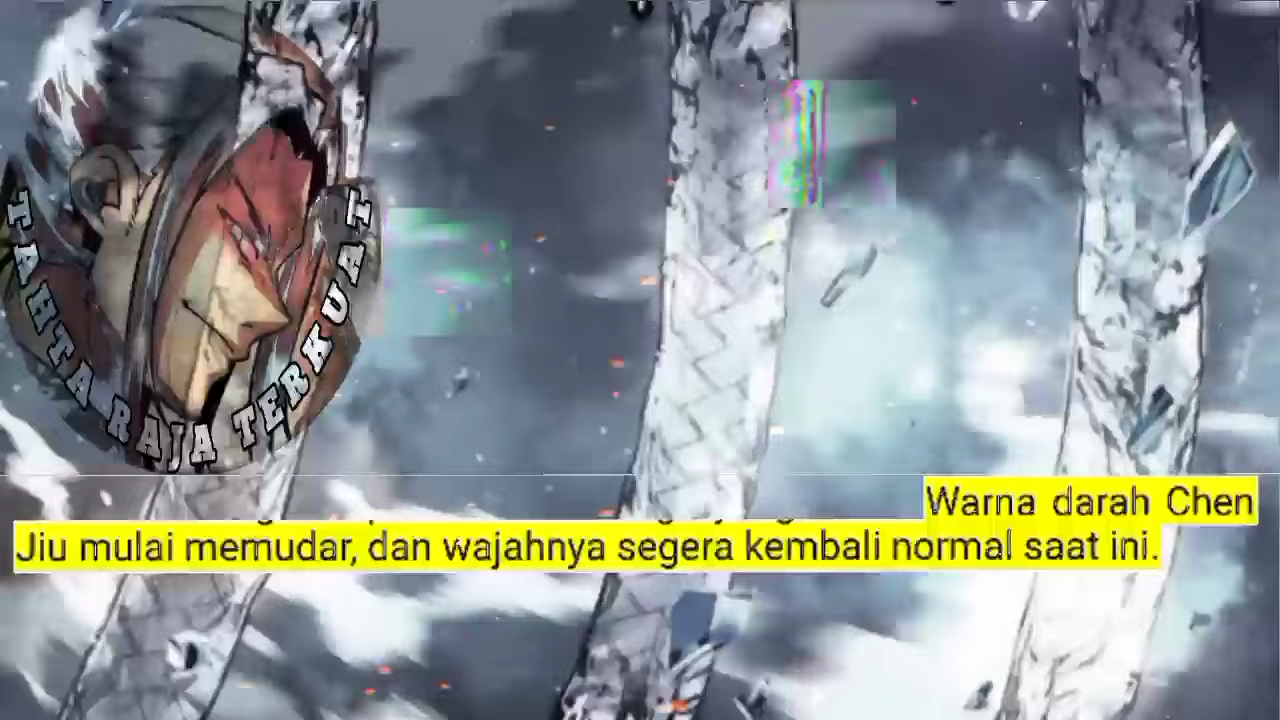 TAHTA RAJA TERKUAT
Warna darah Chen
Jiu mulai memudar, dan wajahnya segera kembali normal saat ini.